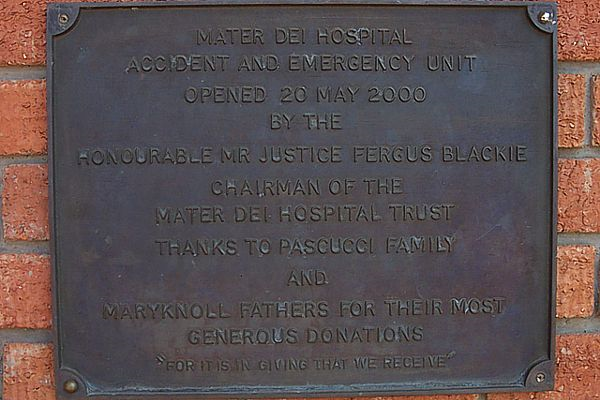 MATER DEI HOSPITAL
ACCIDENT AND EMERGENCY UNIT
OPENED 20 MAY 2000
BY THE
HONOURABLE MR JUSTICE FERGUS BLACKIE
CHAIRMAN OF THE
MATER DEI HOSPITAL TRUST
THANKS TO PASCUCCI FAMILY
AND
MARYKNOLL FATHERS FOR THEIR MOST
GENEROUS DONATIONS
"FOR IT IS IN GIVING THAT WE RECEIVE"